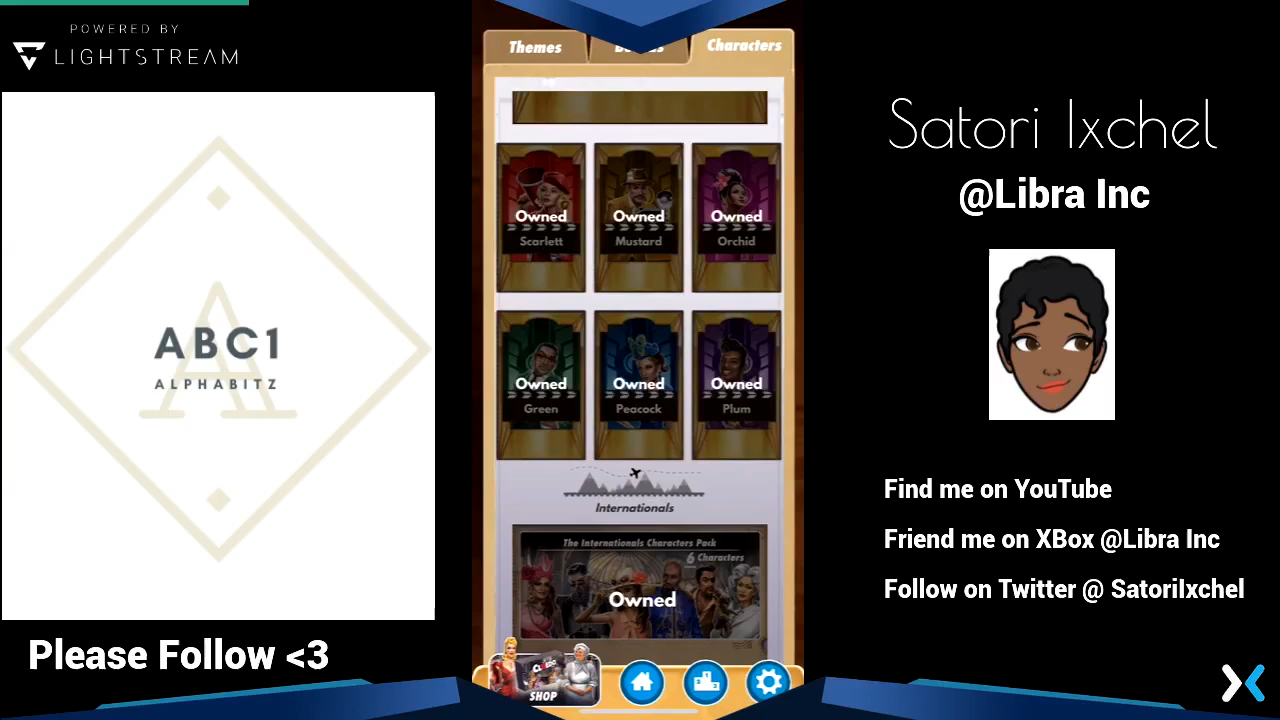 POWERED BY
LIGHTSTREAM
ABC1
ALPHABITZ
Please Follow <3
Themes
Characters
Owned
Scarlett
Owned
Mustard
Owned
Orchid
Owned
Green
Owned
Peacock
Owned
Plum
Internationals
The Internationals Characters Pack
6 Characters
Owned
SHOP
Satori Ixchel
@Libra Inc
Find me on YouTube
Friend me on XBox @Libra Inc
Follow on Twitter @ SatoriIxchel